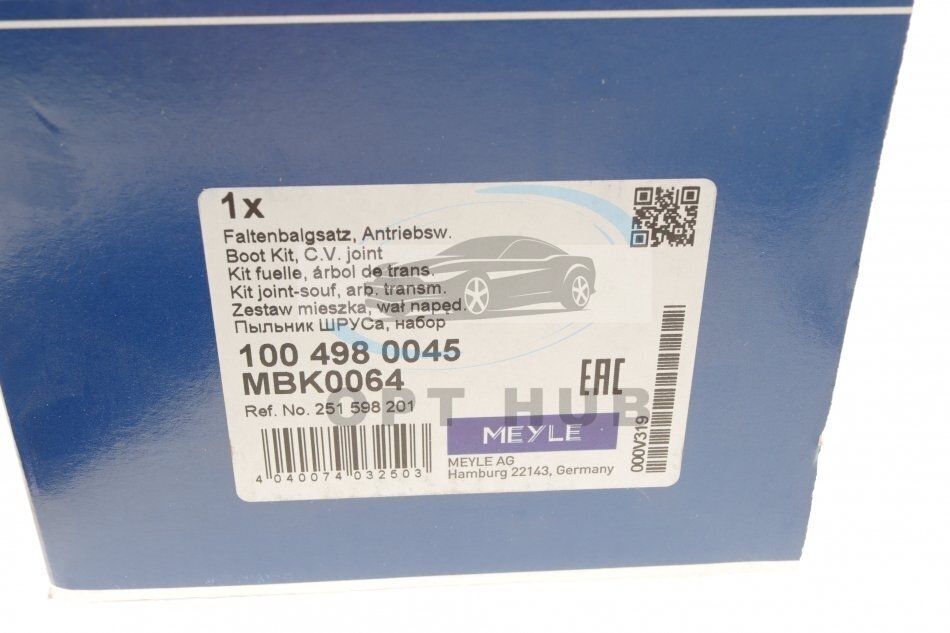 1x
Faltenbalgsatz, Antriebsw.
Boot Kit, C.V. joint
Kit fuelle, árbol de trans.
Kit joint-souf, arb. transm.
Zestaw mieszka, wał naped.
Пыльник ШРУСа, набор
100 498 0045
MBK0064
EAC
Ref. No. 251 598 201
OPT HUB
MEYLE
MEYLE AG
Hamburg 22143, Germany
4 040074 032503
000V319